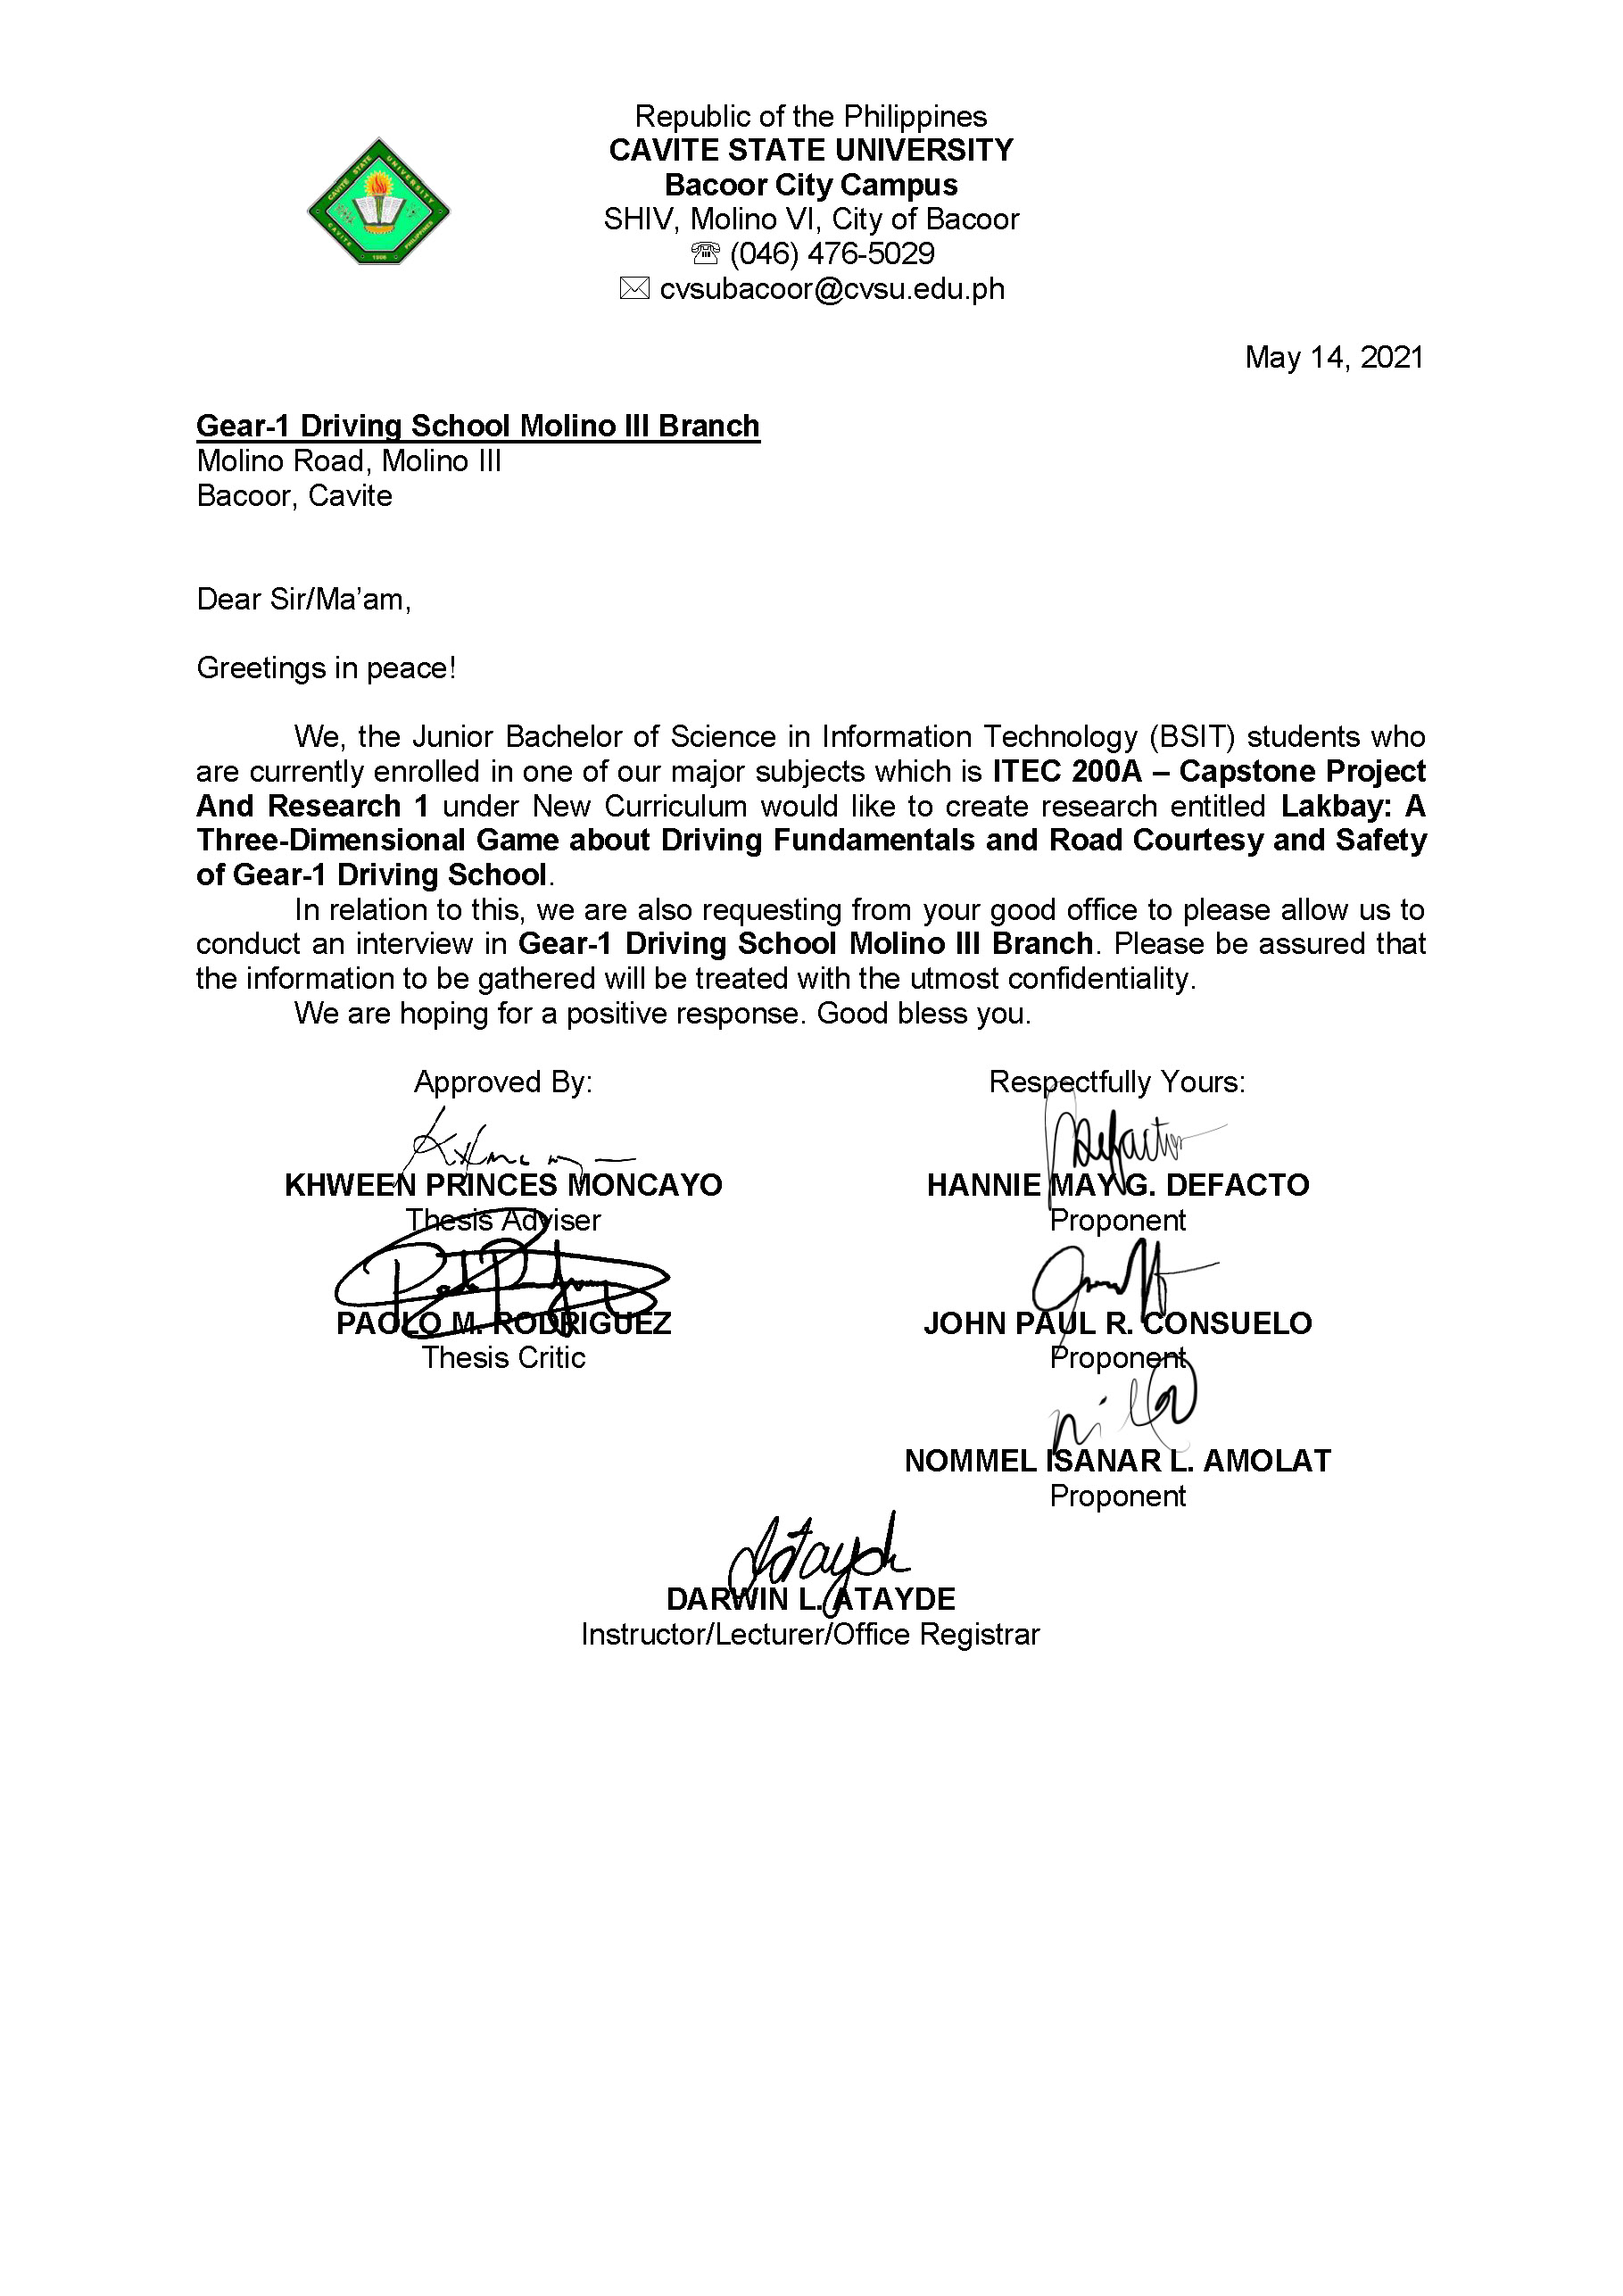 Republic of the Philippines
CAVITE STATE UNIVERSITY
Bacoor City Campus
SHIV, Molino VI, City of Bacoor
☏ (046) 476-5029
✉ cvsubacoor@cvsu.edu.ph
CAVITE STATE UNIVERSITY
CAVITE 1906 PHILIPPINES
May 14, 2021
Gear-1 Driving School Molino III Branch
Molino Road, Molino III
Bacoor, Cavite
Dear Sir/Ma’am,
Greetings in peace!
We, the Junior Bachelor of Science in Information Technology (BSIT) students who
are currently enrolled in one of our major subjects which is ITEC 200A – Capstone Project
And Research 1 under New Curriculum would like to create research entitled Lakbay: A
Three-Dimensional Game about Driving Fundamentals and Road Courtesy and Safety
of Gear-1 Driving School.
In relation to this, we are also requesting from your good office to please allow us to
conduct an interview in Gear-1 Driving School Molino III Branch. Please be assured that
the information to be gathered will be treated with the utmost confidentiality.
We are hoping for a positive response. Good bless you.
Approved By: Respectfully Yours:
Defacto
KHWEEN PRINCES MONCAYO HANNIE MAY G. DEFACTO
Thesis Adviser Proponent
PAOLO M. RODRIGUEZ JOHN PAUL R. CONSUELO
Thesis Critic Proponent
NOMMEL ISANAR L. AMOLAT
Proponent
Atayde
DARWIN L. ATAYDE
Instructor/Lecturer/Office Registrar